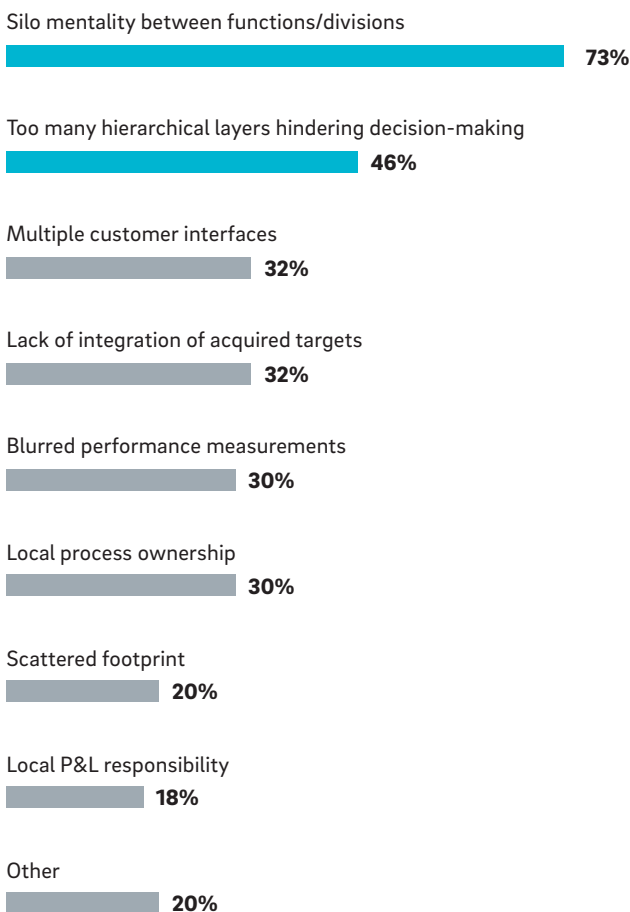 Silo mentality between functions/divisions
73%
Too many hierarchical layers hindering decision-making
46%
Multiple customer interfaces
32%
Lack of integration of acquired targets
32%
Blurred performance measurements
30%
Local process ownership
30%
Scattered footprint
20%
Local P&L responsibility
18%
Other
20%